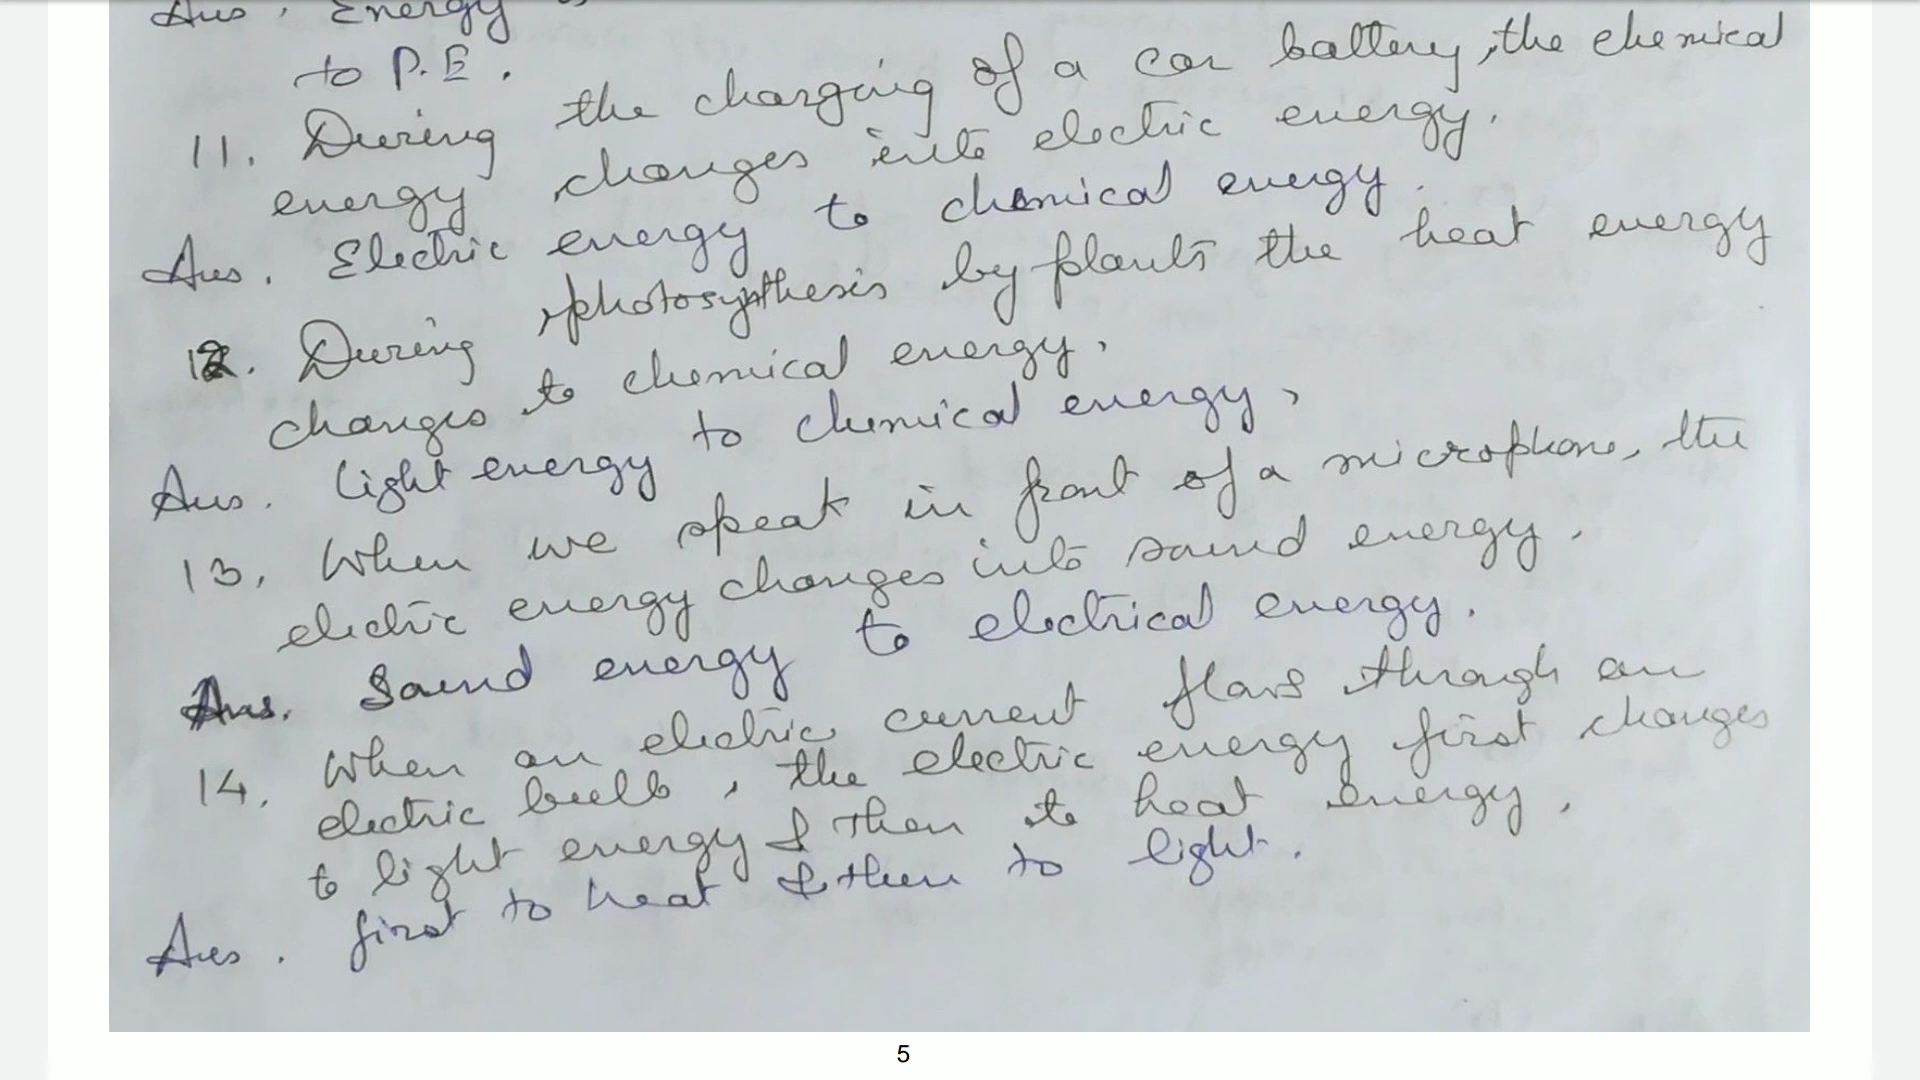 Ans. Energy
to P.E.
11. During the charging of a car battery, the chemical
energy changes into electric energy.
Ans. Electric energy to chemical energy.
12. During photosynthesis by plants the heat energy
changes to chemical energy.
Ans. light energy to chemical energy,
13. When we speak in front of a microphone, the
electric energy changes into sound energy.
Ans. Sound energy to electrical energy.
14. When an electric current flows through an
electric bulb, the electric energy first changes
to light energy & then to heat energy.
Ans. first to heat & then to light.
5